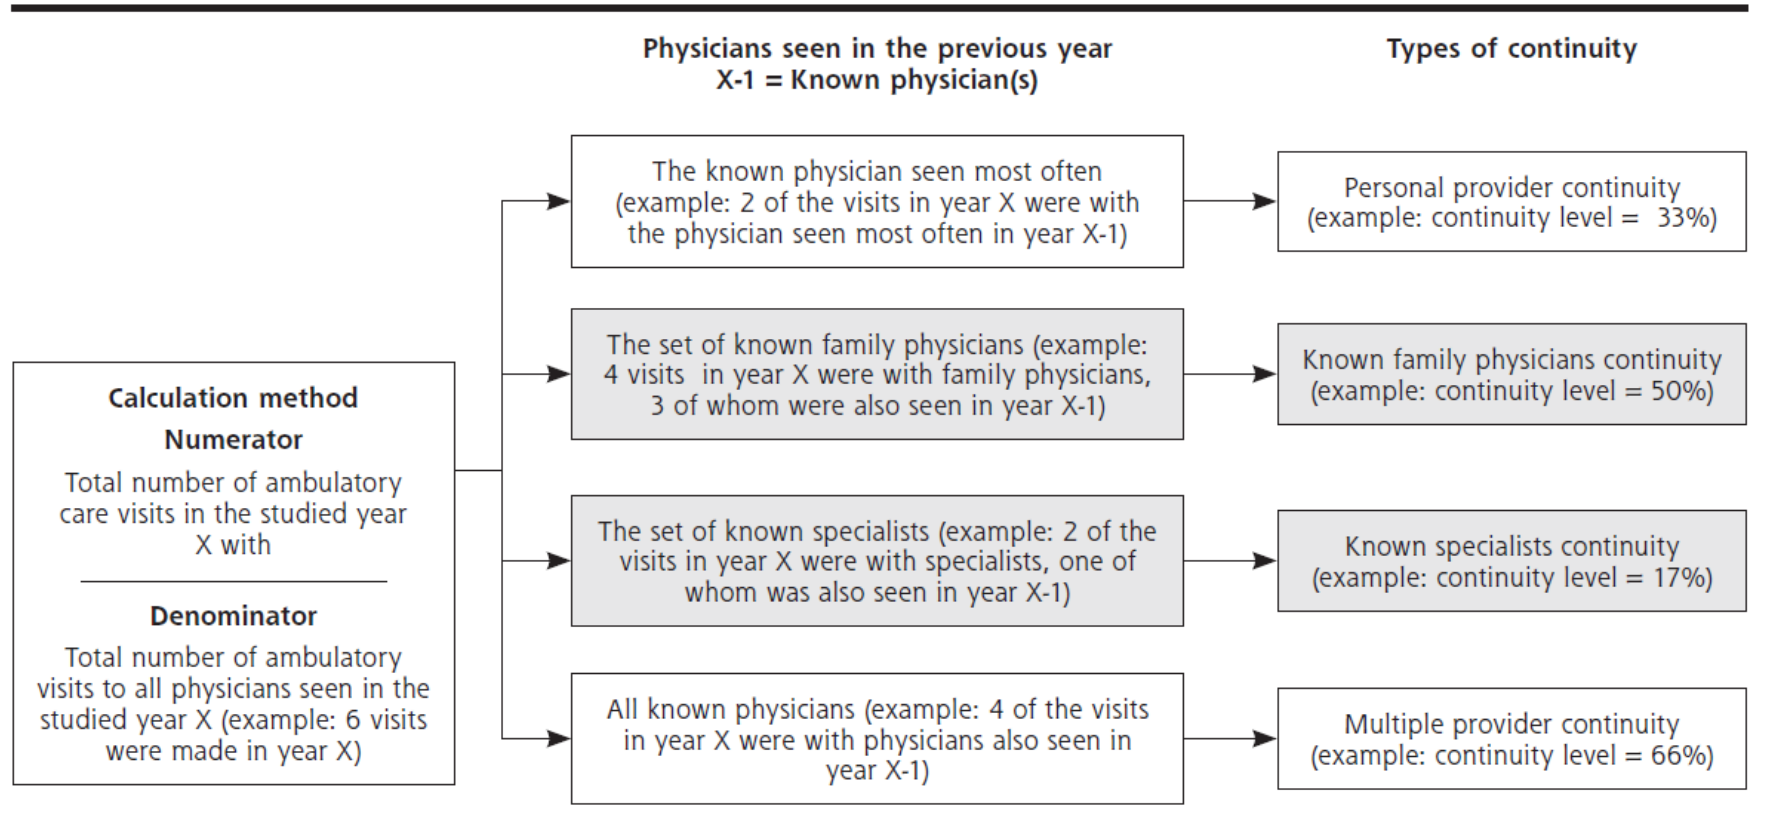 Physicians seen in the previous year
X-1 = Known physician(s)
Types of continuity
Calculation method
Numerator
Total number of ambulatory
care visits in the studied year
X with
Denominator
Total number of ambulatory
visits to all physicians seen in the
studied year X (example: 6 visits
were made in year X)
The known physician seen most often
(example: 2 of the visits in year X were with
the physician seen most often in year X-1)
Personal provider continuity
(example: continuity level = 33%)
The set of known family physicians (example:
4 visits in year X were with family physicians,
3 of whom were also seen in year X-1)
Known family physicians continuity
(example: continuity level = 50%)
The set of known specialists (example: 2 of the
visits in year X were with specialists, one of
whom was also seen in year X-1)
Known specialists continuity
(example: continuity level = 17%)
All known physicians (example: 4 of the visits
in year X were with physicians also seen in
year X-1)
Multiple provider continuity
(example: continuity level = 66%)